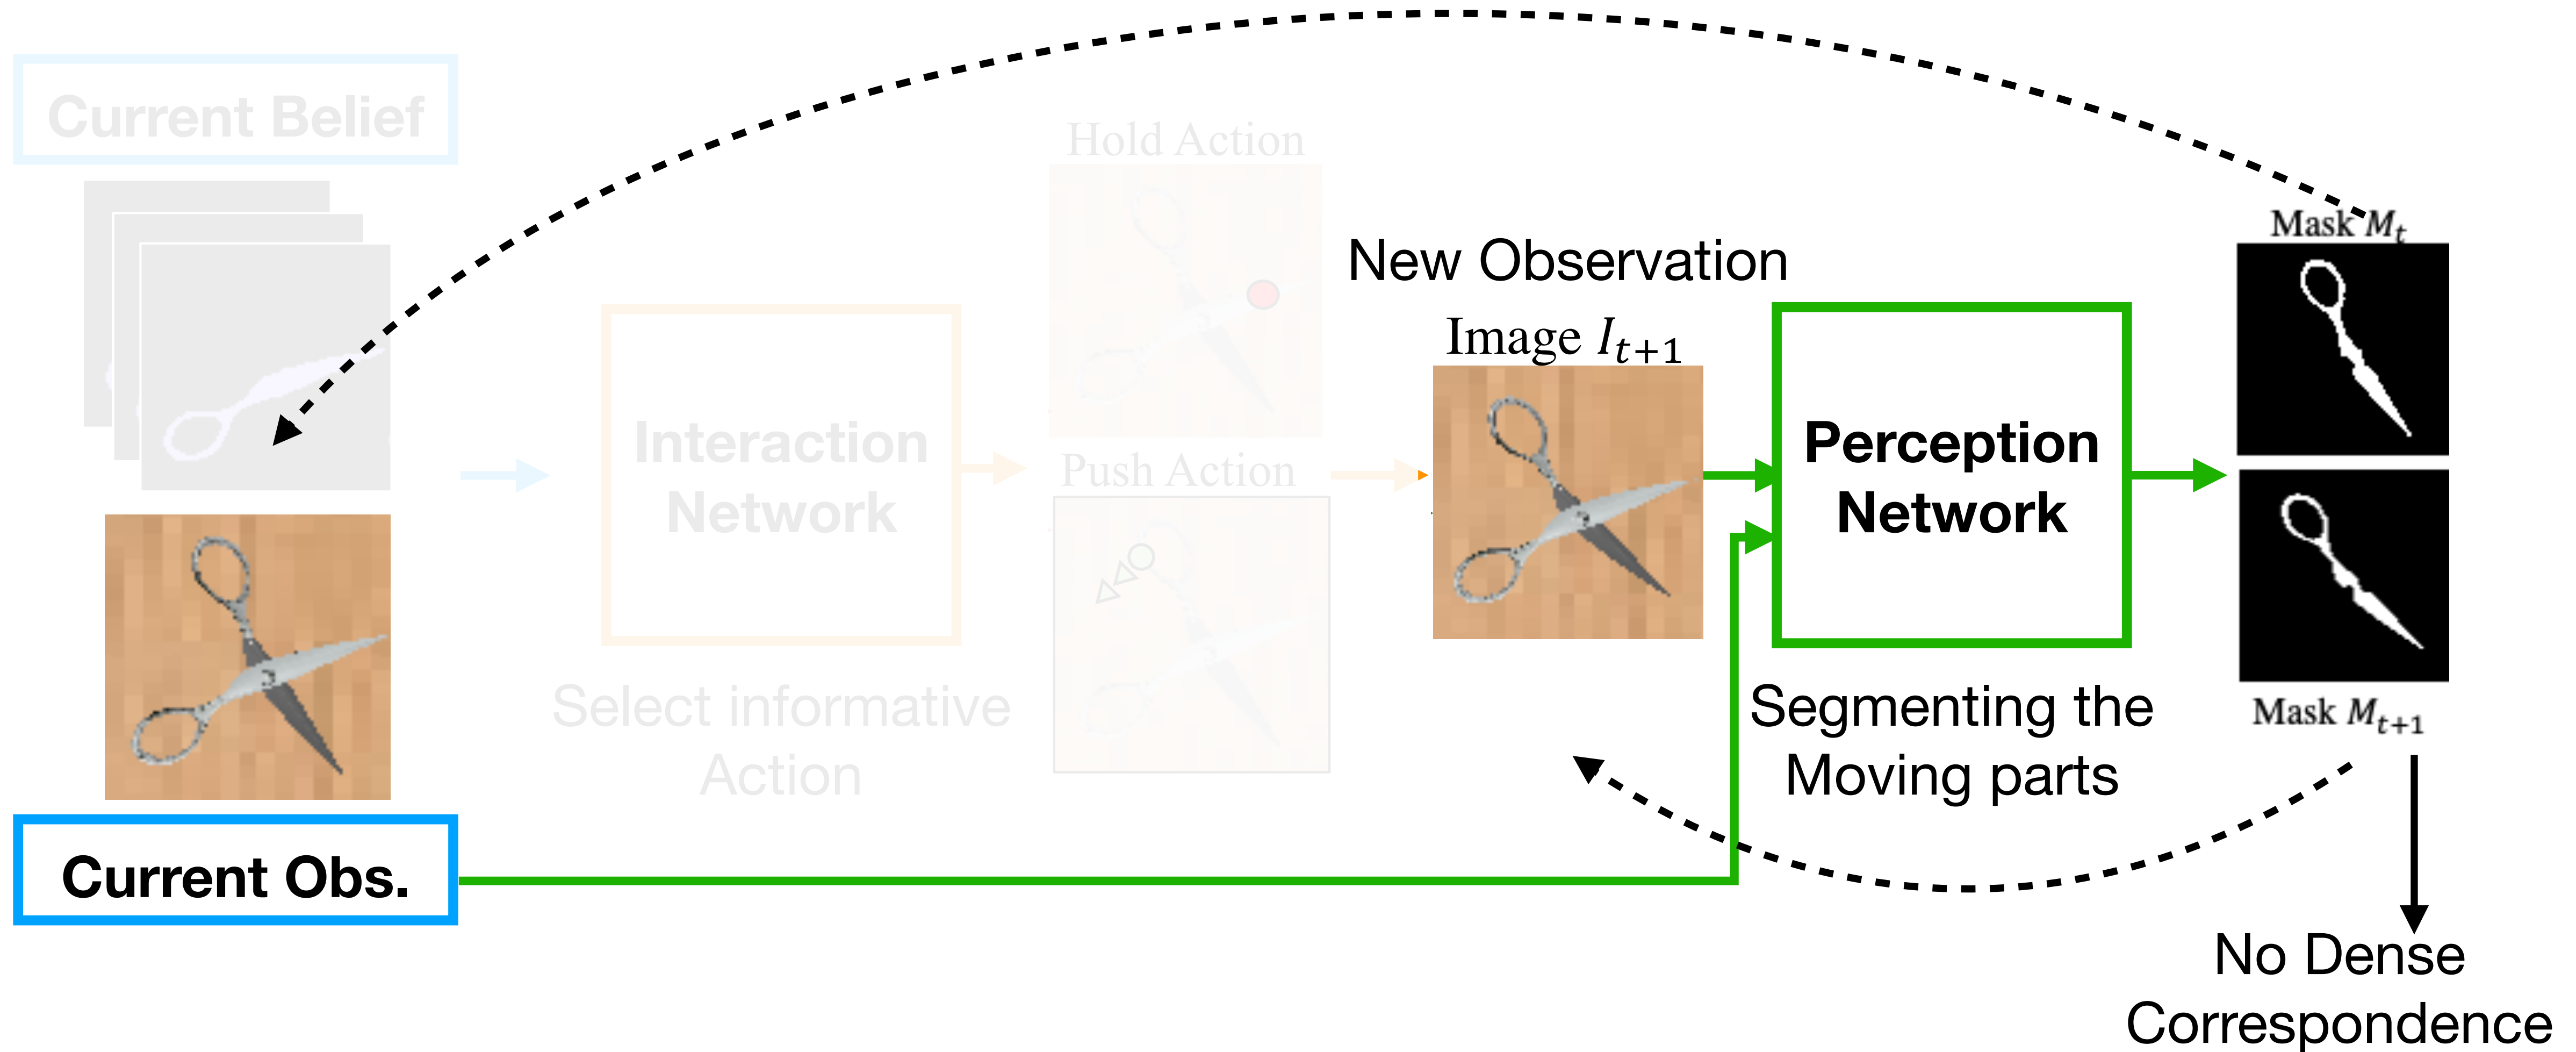 Current Belief
Hold Action
New Observation
Image I_{t+1}
Mask M_t
Interaction
Network
Push Action
Perception
Network
Select informative
Action
Segmenting the
Moving parts
Mask M_{t+1}
Current Obs.
No Dense
Correspondence